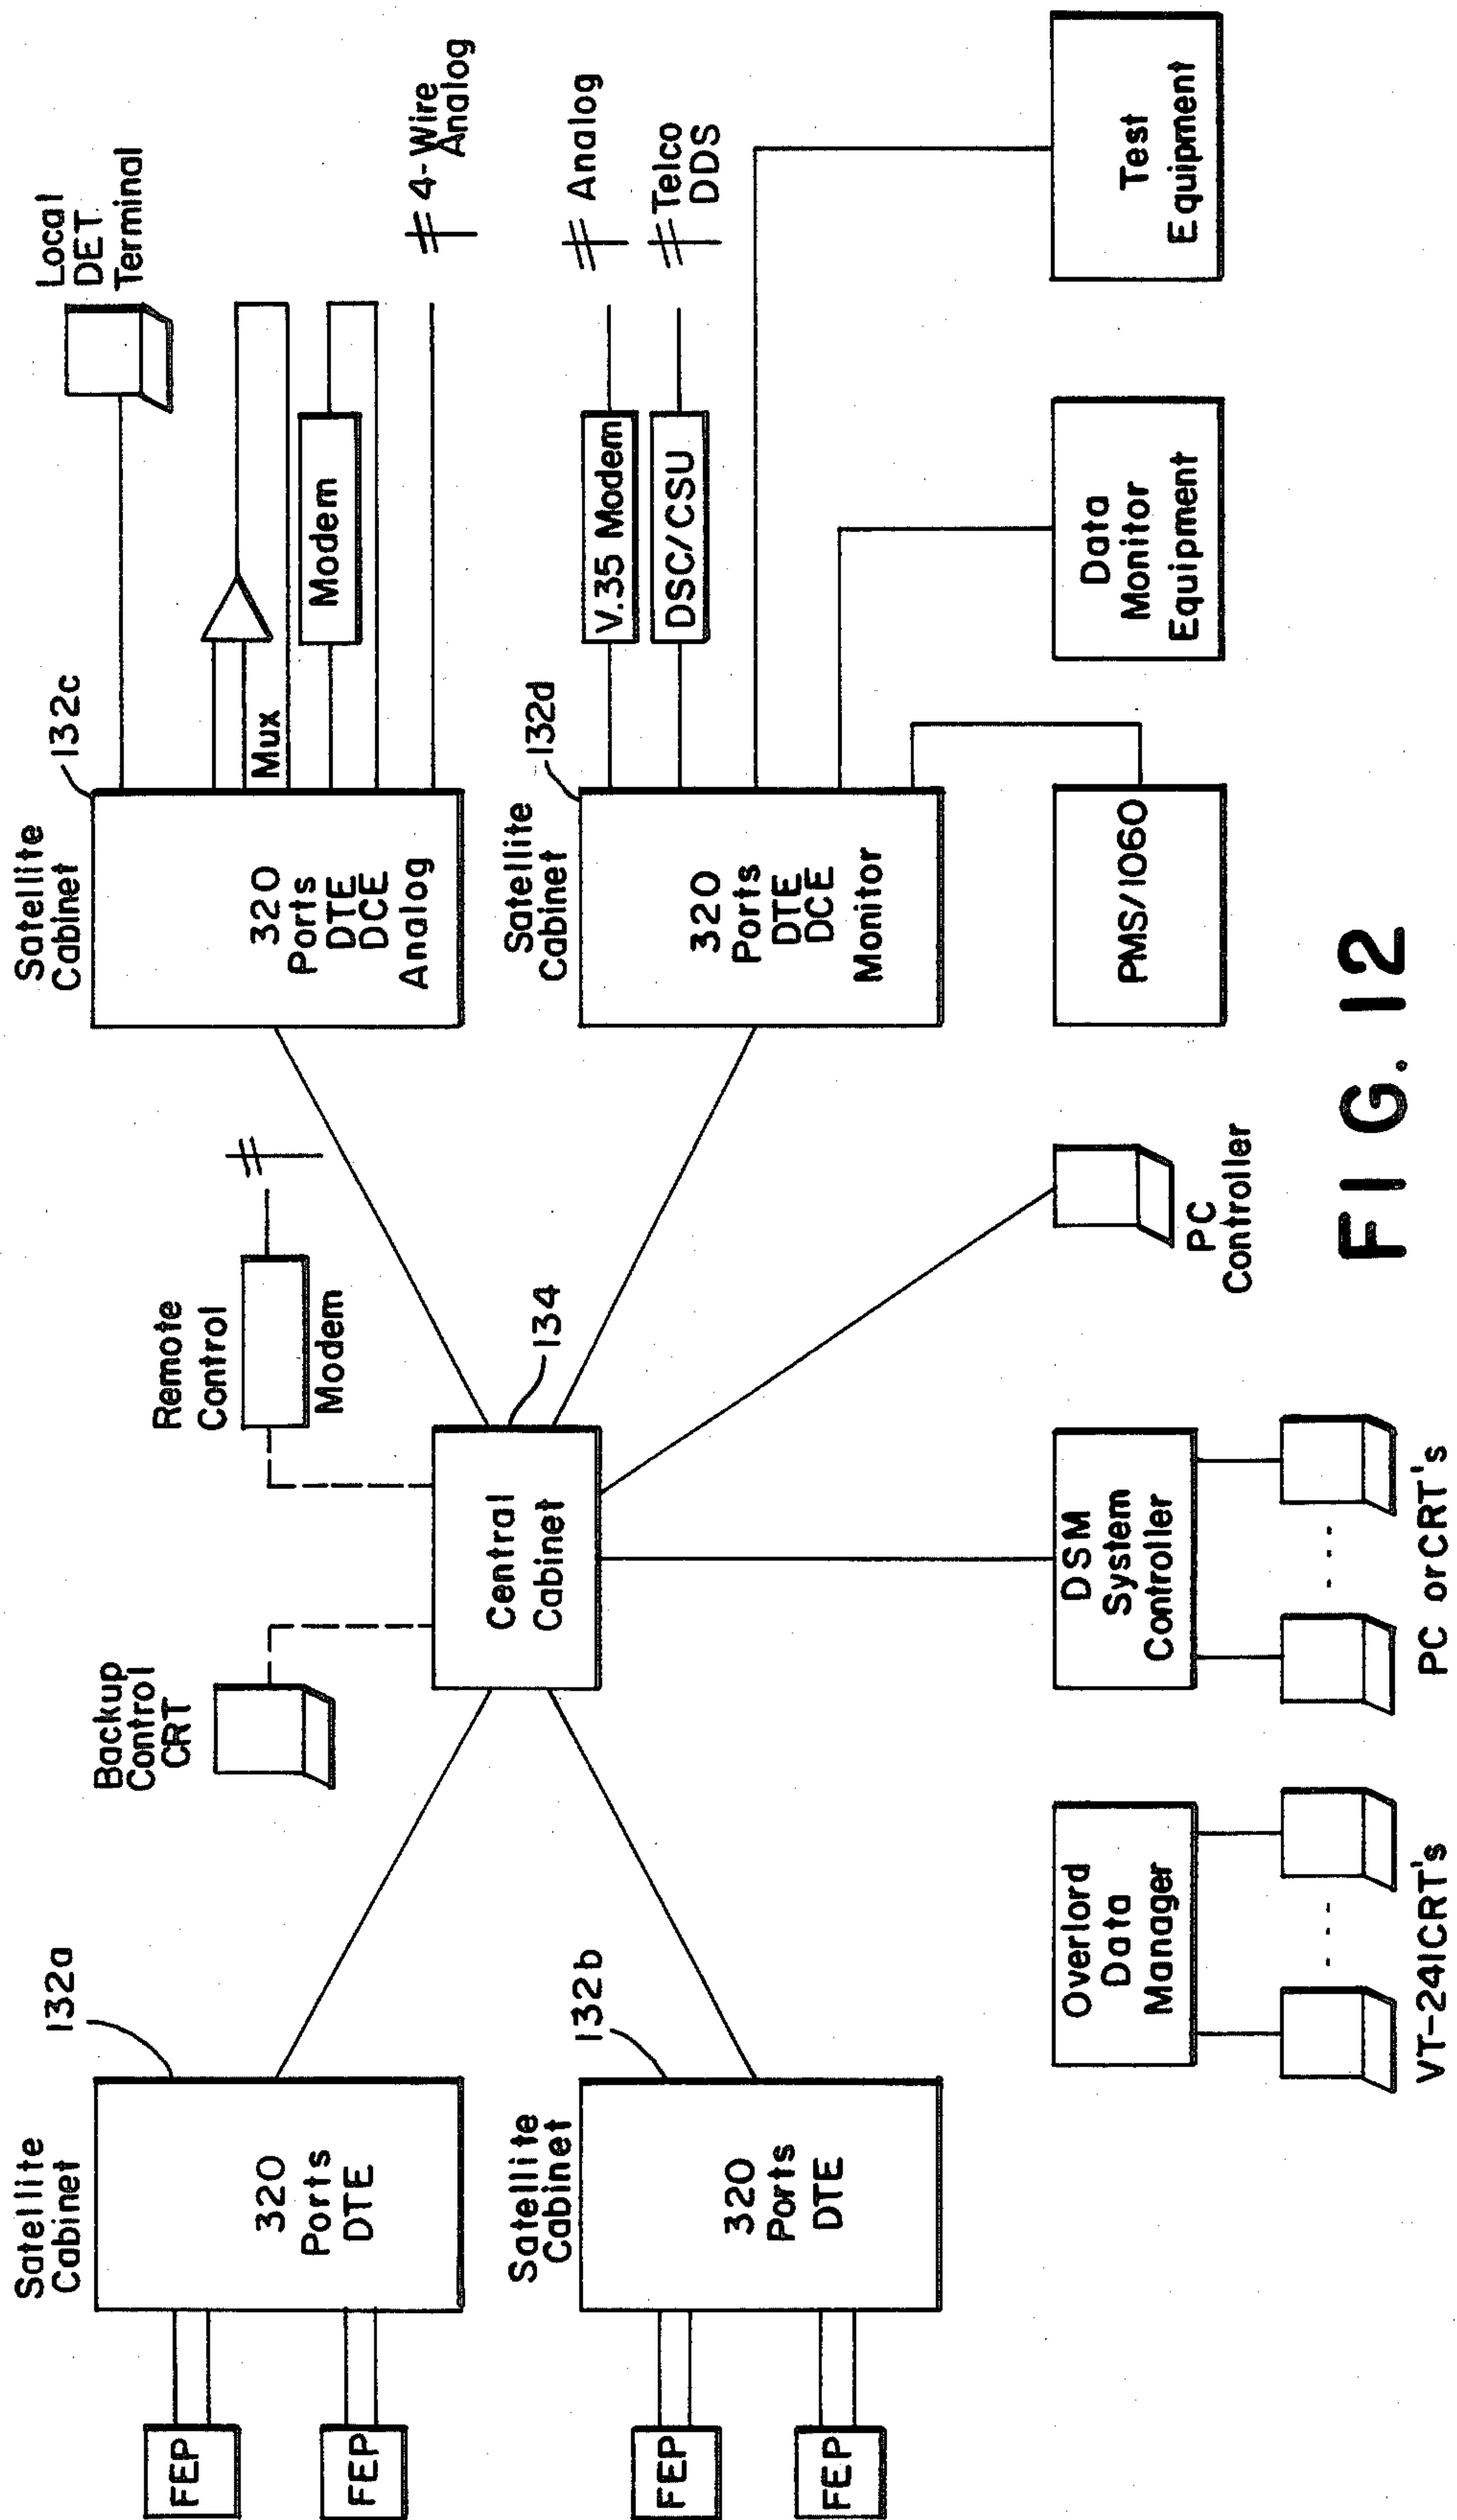 Satellite
Cabinet
132a
320
Ports
DTE
FEP
FEP
Satellite
Cabinet
132b
320
Ports
DTE
FEP
FEP
Backup
Control
CRT
Remote
Control
Modem
Central
Cabinet
134
Satellite
Cabinet
132c
320
Ports
DTE
DCE
Analog
Mux
Modem
Local
DET.
Terminal
4-Wire
Analog
Satellite
Cabinet
132d
320
Ports
DTE
DCE
Monitor
V.35 Modem
DSC/CSU
Analog
Telco
DDS
Overlord
Data
Manager
VT-241CRT's
DSM
System
Controller
PC orCRT's
PC
Controller
PMS/1060
Data
Monitor
Equipment
Test
Equipment
FIG. 12